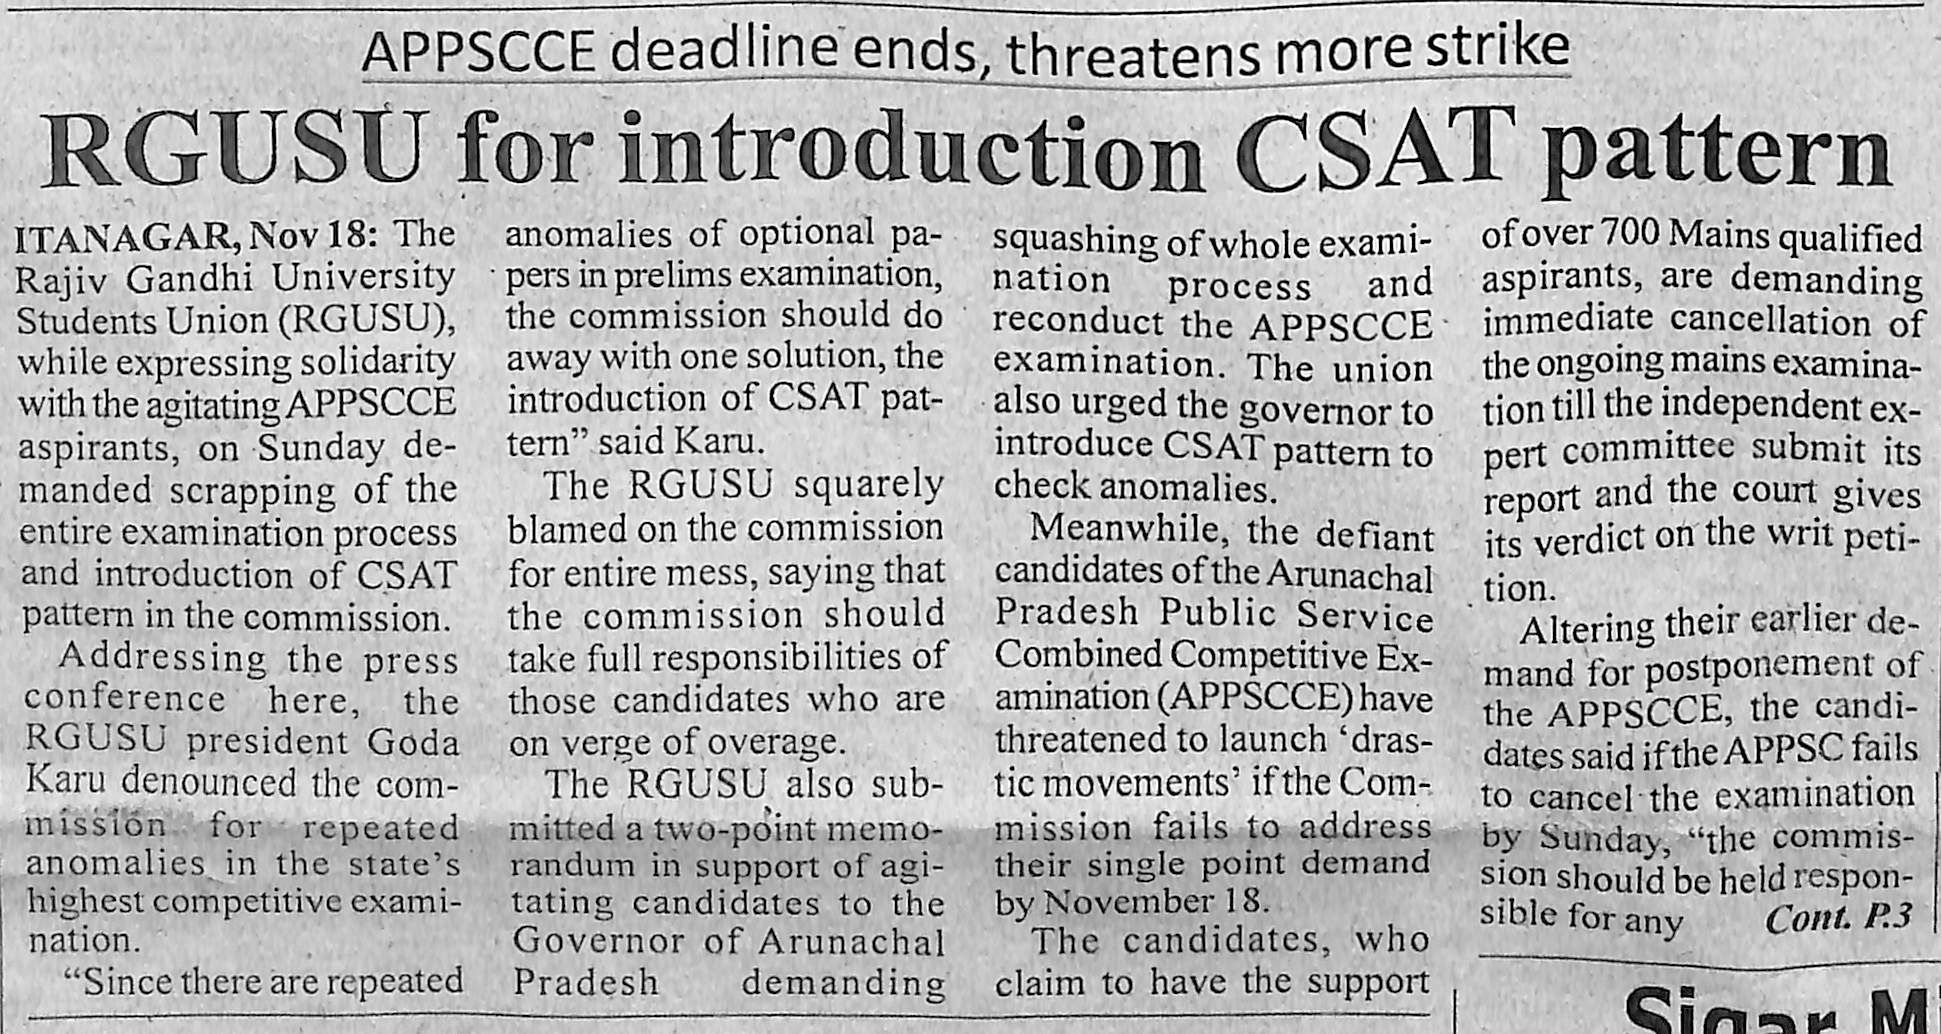 APPSCCE deadline ends, threatens more strike
RGUSU for introduction CSAT pattern
ITANAGAR, Nov 18: The
Rajiv Gandhi University
Students Union (RGUSU),
while expressing solidarity
with the agitating APPSCCE
aspirants, on Sunday de-
manded scrapping of the
entire examination process
and introduction of CSAT
pattern in the commission.
Addressing the press
conference here, the
RGUSU president Goda
Karu denounced the com-
mission for repeated
anomalies in the state's
highest competitive exami-
nation.
“Since there are repeated
anomalies of optional pa-
pers in prelims examination,
the commission should do
away with one solution, the
introduction of CSAT pat-
tern” said Karu.
The RGUSU squarely
blamed on the commission
for entire mess, saying that
the commission should
take full responsibilities of
those candidates who are
on verge of overage.
The RGUSU also sub-
mitted a two-point memo-
randum in support of agi-
tating candidates to the
Governor of Arunachal
Pradesh demanding
squashing of whole exami-
nation process and
reconduct the APPSCCE
examination. The union
also urged the governor to
introduce CSAT pattern to
check anomalies.
Meanwhile, the defiant
candidates of the Arunachal
Pradesh Public Service
Combined Competitive Ex-
amination (APPSCCE) have
threatened to launch ‘dras-
tic movements’ if the Com-
mission fails to address
their single point demand
by November 18.
The candidates, who
claim to have the support
of over 700 Mains qualified
aspirants, are demanding
immediate cancellation of
the ongoing mains examina-
tion till the independent ex-
pert committee submit its
report and the court gives
its verdict on the writ peti-
tion.
Altering their earlier de-
mand for postponement of
the APPSCCE, the candi-
dates said if the APPSC fails
to cancel the examination
by Sunday, “the commis-
sion should be held respon-
sible for any Cont. P.3